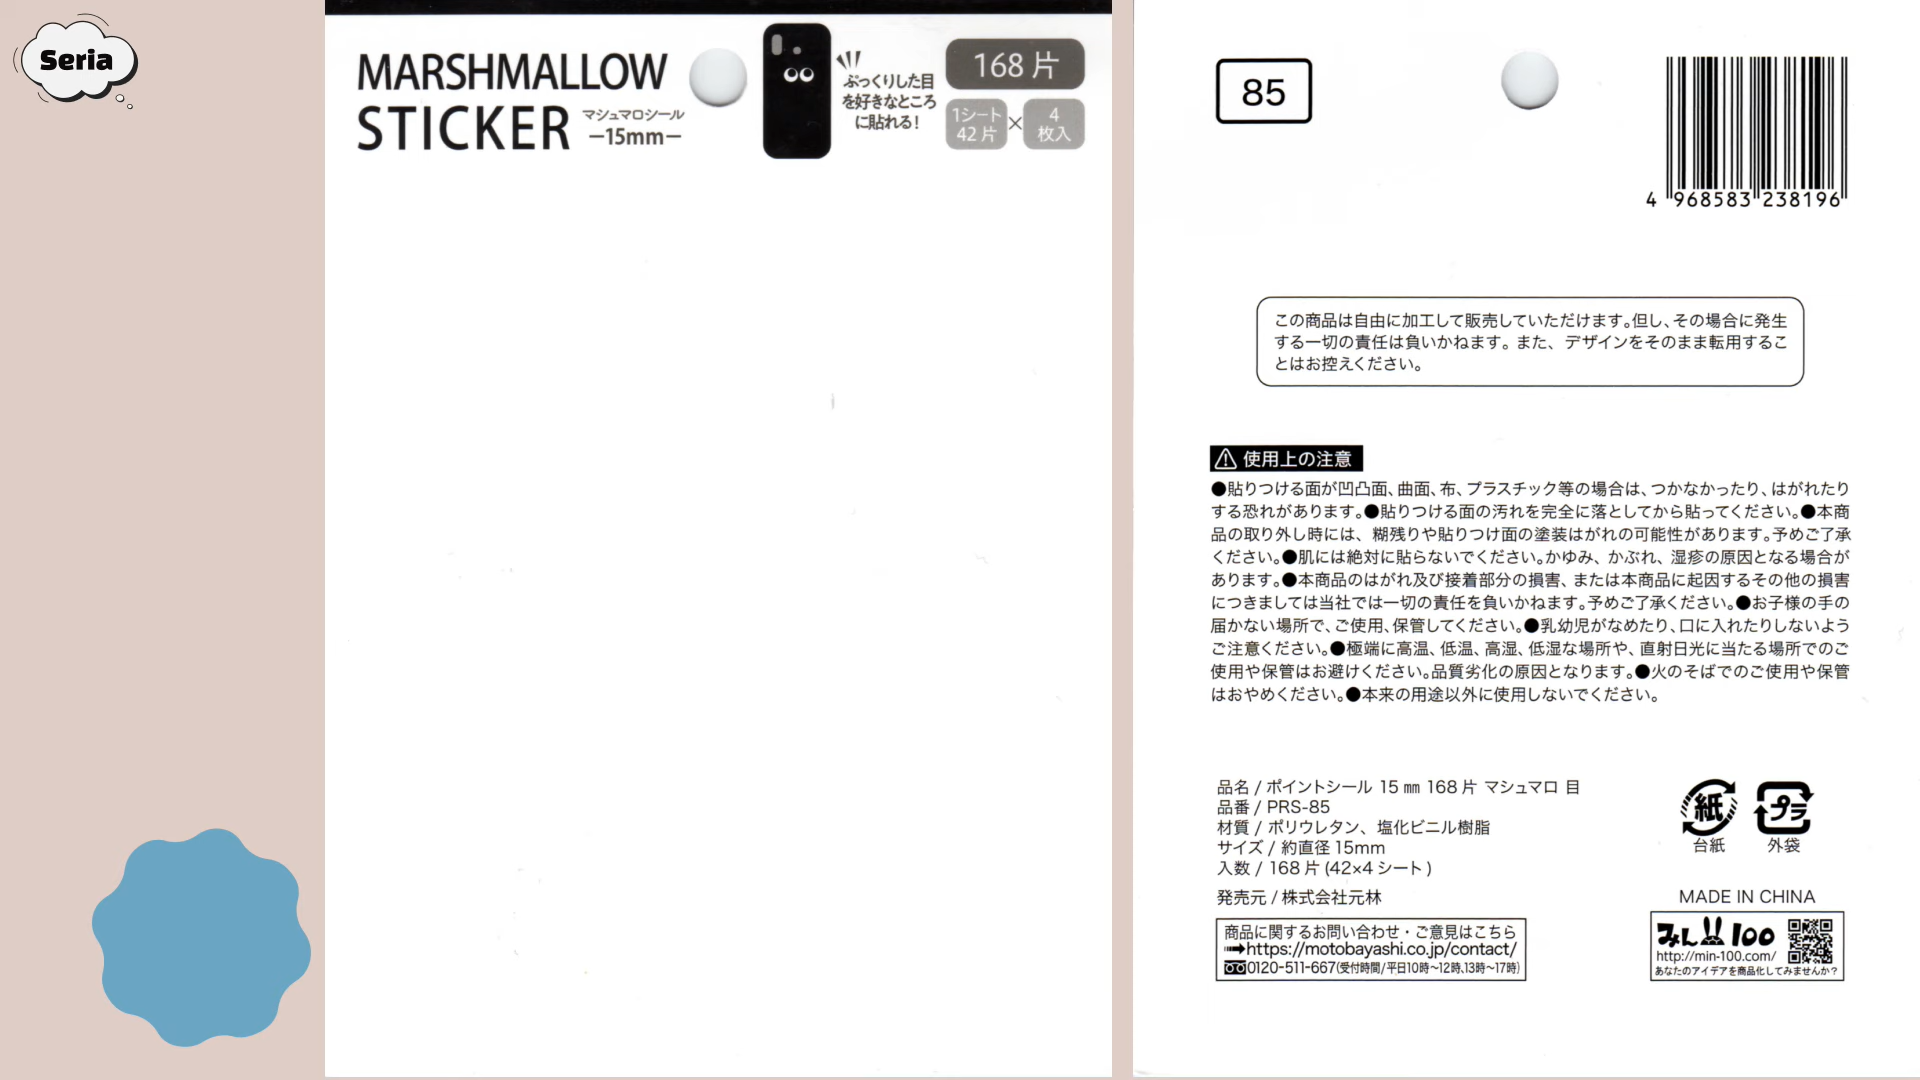 Seria
MARSHMALLOW
STICKER
マシュマロシール
ー15mmー
ぷっくりした目
を好きなところ
に貼れる!
168 片
1シート
42 片
×
4
枚入
85
4 968583 238196
この商品は自由に加工して販売していただけます。但し、その場合に発生
する一切の責任は負いかねます。また、デザインをそのまま転用するこ
とはお控えください。
使用上の注意
●貼りつける面が凹凸面、曲面、布、プラスチック等の場合は、つかなかったり、はがれたり
する恐れがあります。●貼りつける面の汚れを完全に落としてから貼ってください。●本商
品の取り外し時には、糊残りや貼りつけ面の塗装はがれの可能性があります。予めご了承
ください。●肌には絶対に貼らないでください。かゆみ、かぶれ、湿疹の原因となる場合が
あります。●本商品のはがれ及び接着部分の損害、または本商品に起因するその他の損害
につきましては当社では一切の責任を負いかねます。予めご了承ください。●お子様の手の
届かない場所で、ご使用、保管してください。●乳幼児がなめたり、口に入れたりしないよう
ご注意ください。●極端に高温、低温、高湿、低湿な場所や、直射日光に当たる場所でのご
使用や保管はお避けください。品質劣化の原因となります。●火のそばでのご使用や保管
はおやめください。●本来の用途以外に使用しないでください。
品名 / ポイントシール 15 ㎜ 168 片 マシュマロ 目
品番 / PRS-85
材質 / ポリウレタン、塩化ビニル樹脂
サイズ / 約直径 15mm
入数 / 168 片 (42×4 シート )
発売元 / 株式会社元林
商品に関するお問い合わせ・ご意見はこちら
https://motobayashi.co.jp/contact/
0120-511-667(受付時間/平日10時～12時、13時～17時)
紙
台紙
プラ
外袋
MADE IN CHINA
みんなの100
http://min-100.com/
あなたのアイデアを商品化してみませんか?